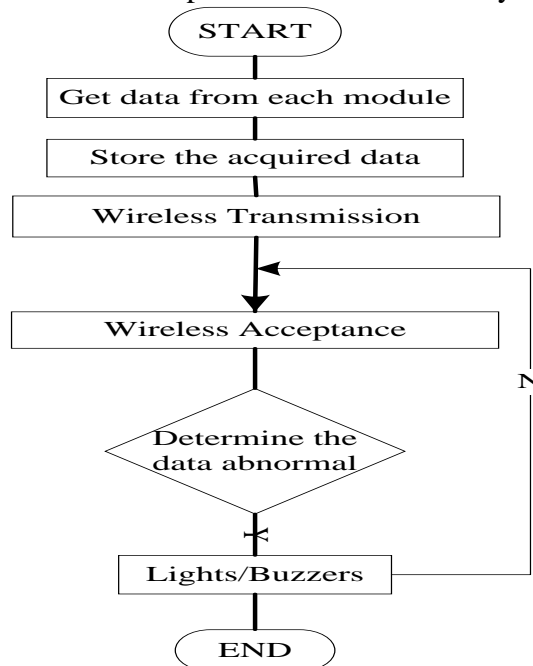 START
Get data from each module
Store the acquired data
Wireless Transmission
Wireless Acceptance
N
Determine the
data abnormal
Y
Lights/Buzzers
END